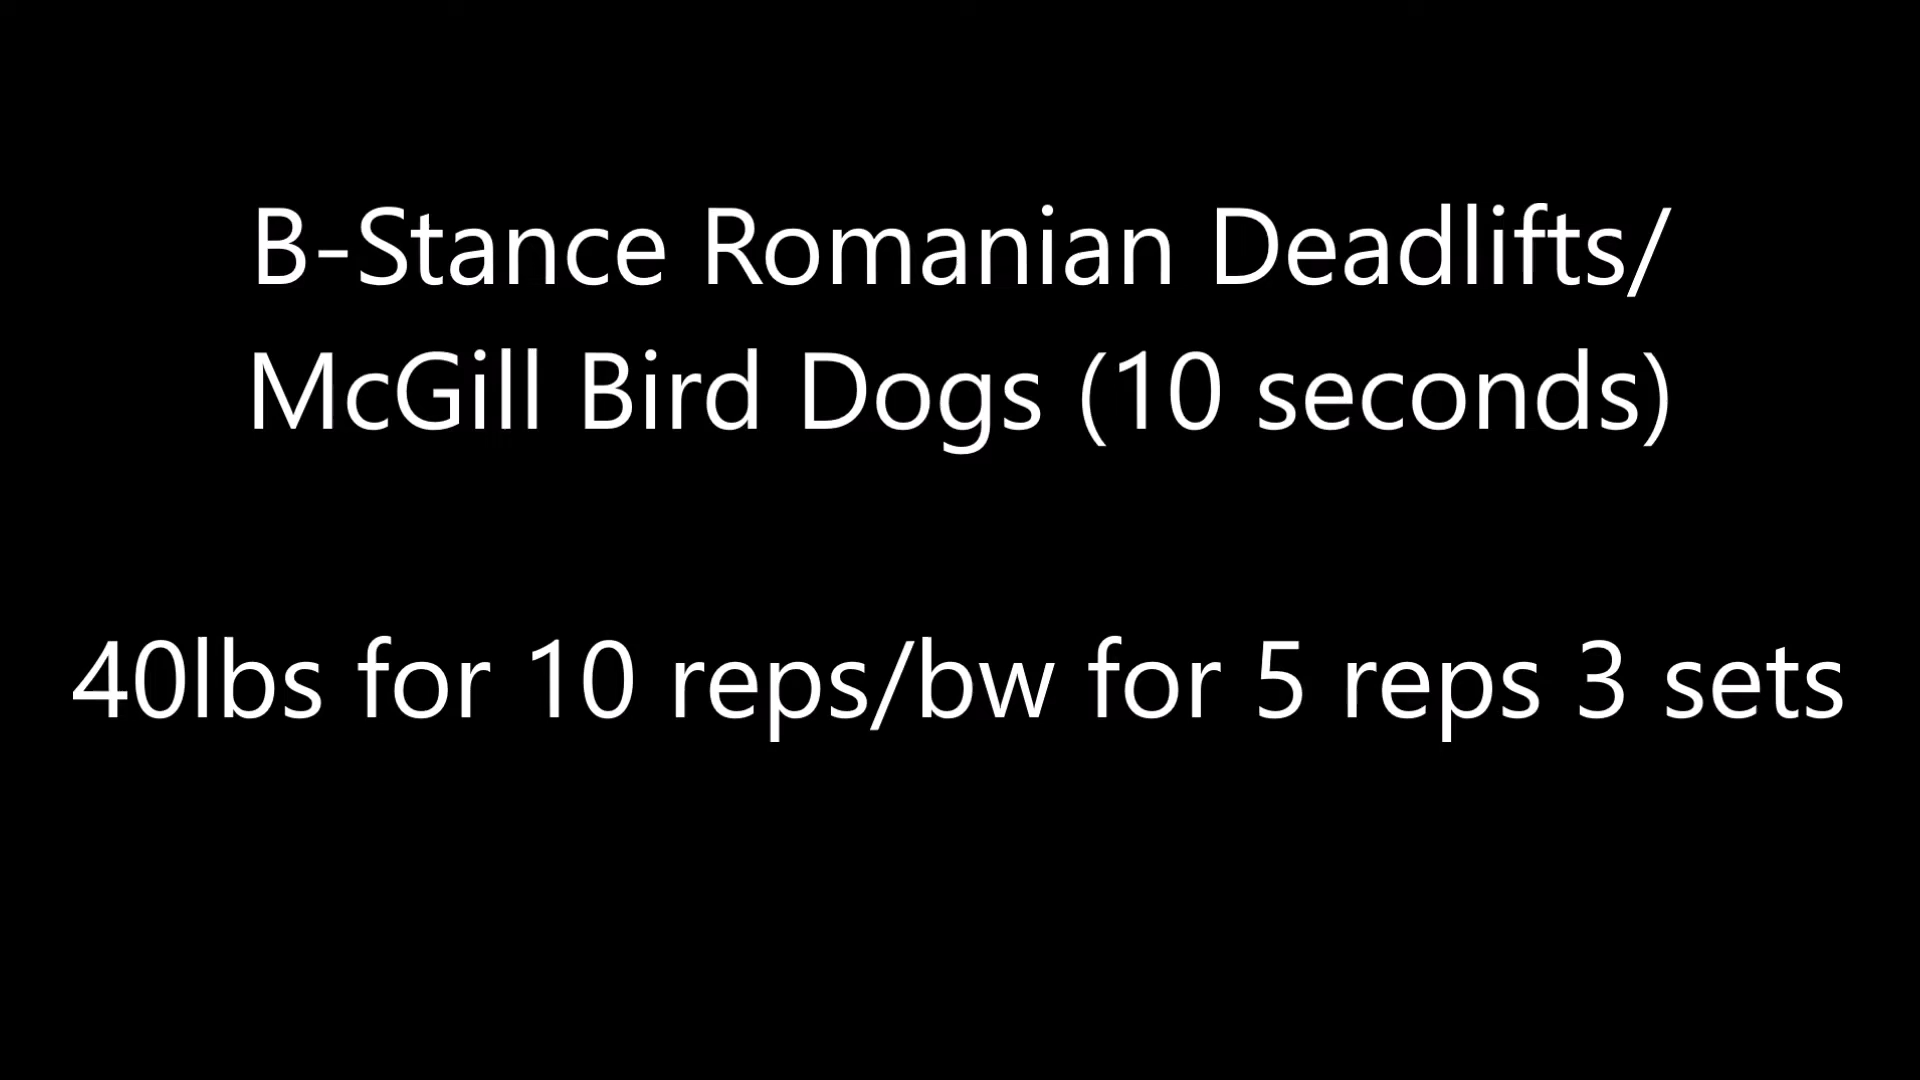 B-Stance Romanian Deadlifts/
McGill Bird Dogs (10 seconds)
40lbs for 10 reps/bw for 5 reps 3 sets